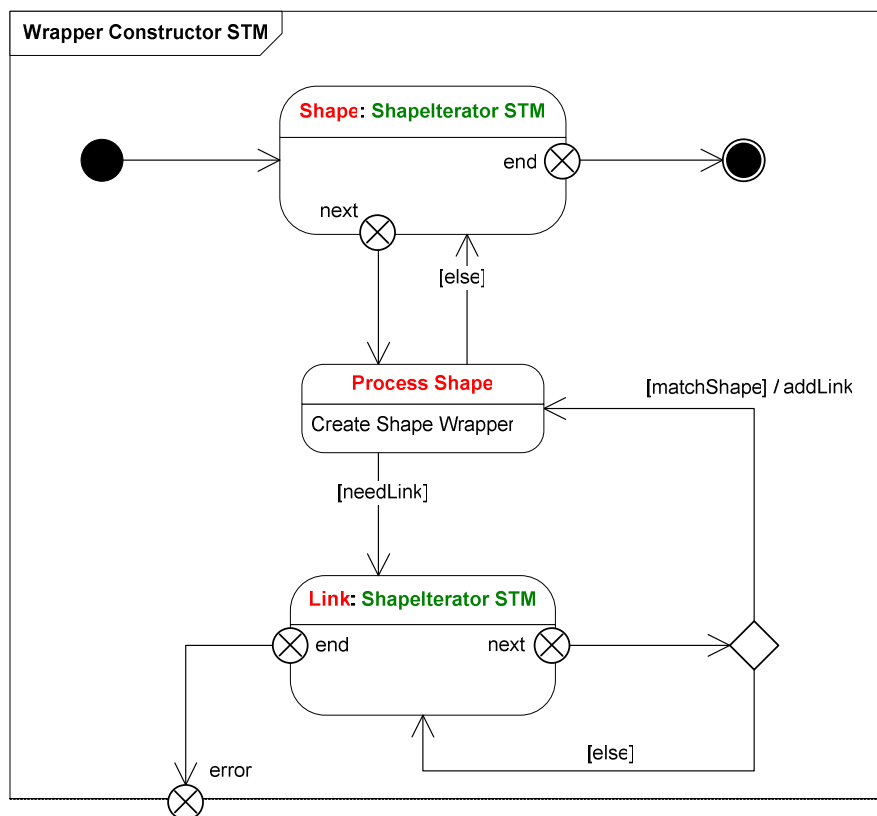 Wrapper Constructor STM
Shape: ShapeIterator STM
end
next
[else]
Process Shape
Create Shape Wrapper
[matchShape] / addLink
[needLink]
Link: ShapeIterator STM
end
next
[else]
error